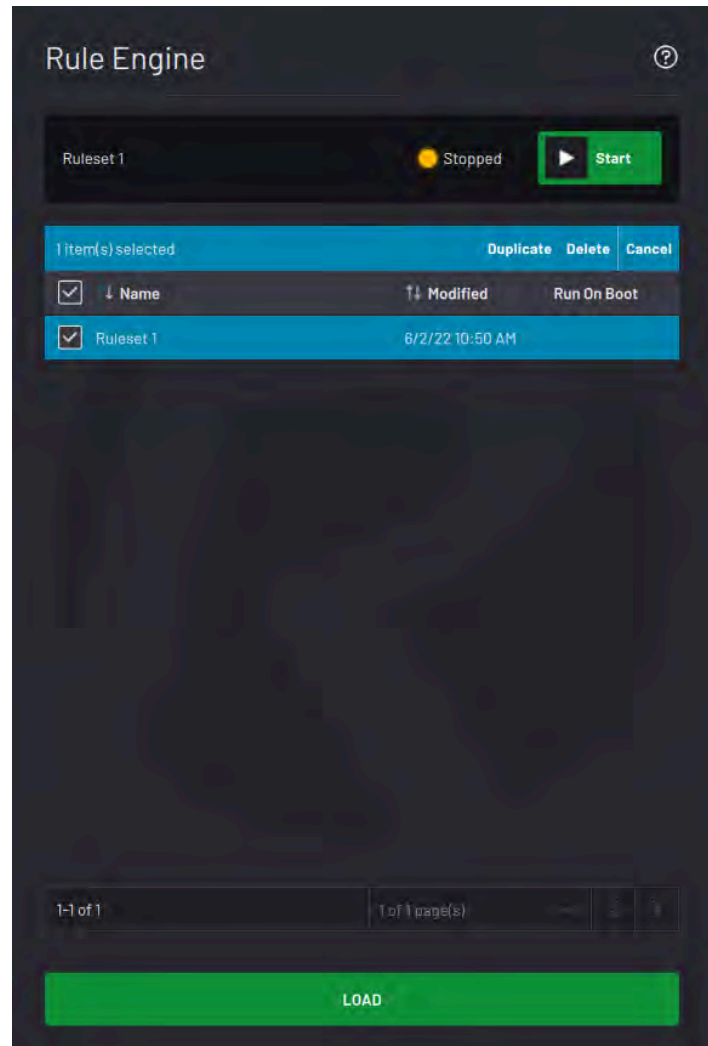 Rule Engine
Ruleset 1 Stopped Start
1 item(s) selected Duplicate Delete Cancel
↓ Name ↑↓ Modified Run On Boot
Ruleset 1 6/2/22 10:50 AM
1-1 of 1 1 of 1 page(s)
LOAD